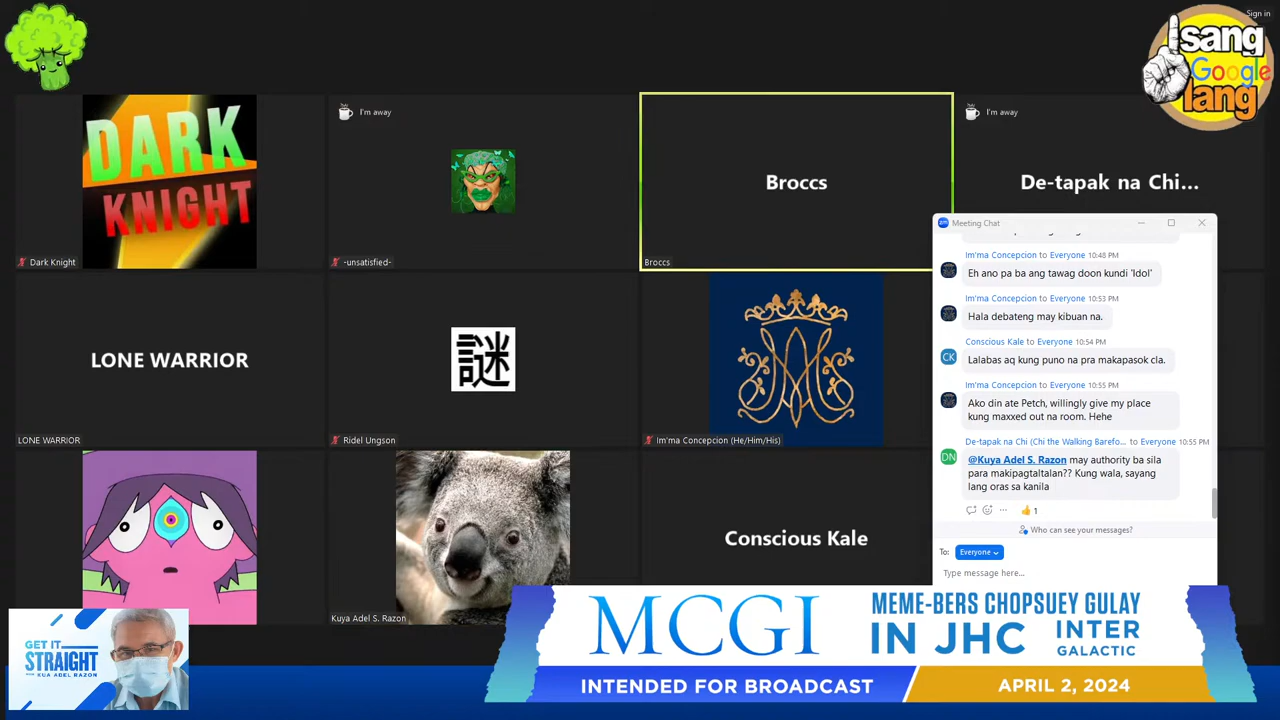 Sign in
Isang
Google
lang
DARK
KNIGHT
Dark Knight
I'm away
-unsatisfied-
Broccs
Broccs
I'm away
De-tapak na Chi...
LONE WARRIOR
LONE WARRIOR
謎
Ridel Ungson
Im'ma Concepcion (He/Him/His)
Kuya Adel S. Razon
Conscious Kale
zm Meeting Chat
Im'ma Concepcion to Everyone 10:48 PM
Eh ano pa ba ang tawag doon kundi 'Idol'
Im'ma Concepcion to Everyone 10:53 PM
Hala debateng may kibuan na.
Conscious Kale to Everyone 10:54 PM
CK
Lalabas aq kung puno na pra makapasok cla.
Im'ma Concepcion to Everyone 10:55 PM
Ako din ate Petch, willingly give my place
kung maxxed out na room. Hehe
De-tapak na Chi (Chi the Walking Barefo... to Everyone 10:55 PM
DN
@Kuya Adel S. Razon may authority ba sila
para makipagtaltalan?? Kung wala, sayang
lang oras sa kanila
👍 1
Who can see your messages?
To: Everyone
Type message here...
GET IT
STRAIGHT
WITH KUA ADEL RAZON
MCGI
MEME-BERS CHOPSUEY GULAY
IN JHC INTER
GALACTIC
INTENDED FOR BROADCAST
APRIL 2, 2024